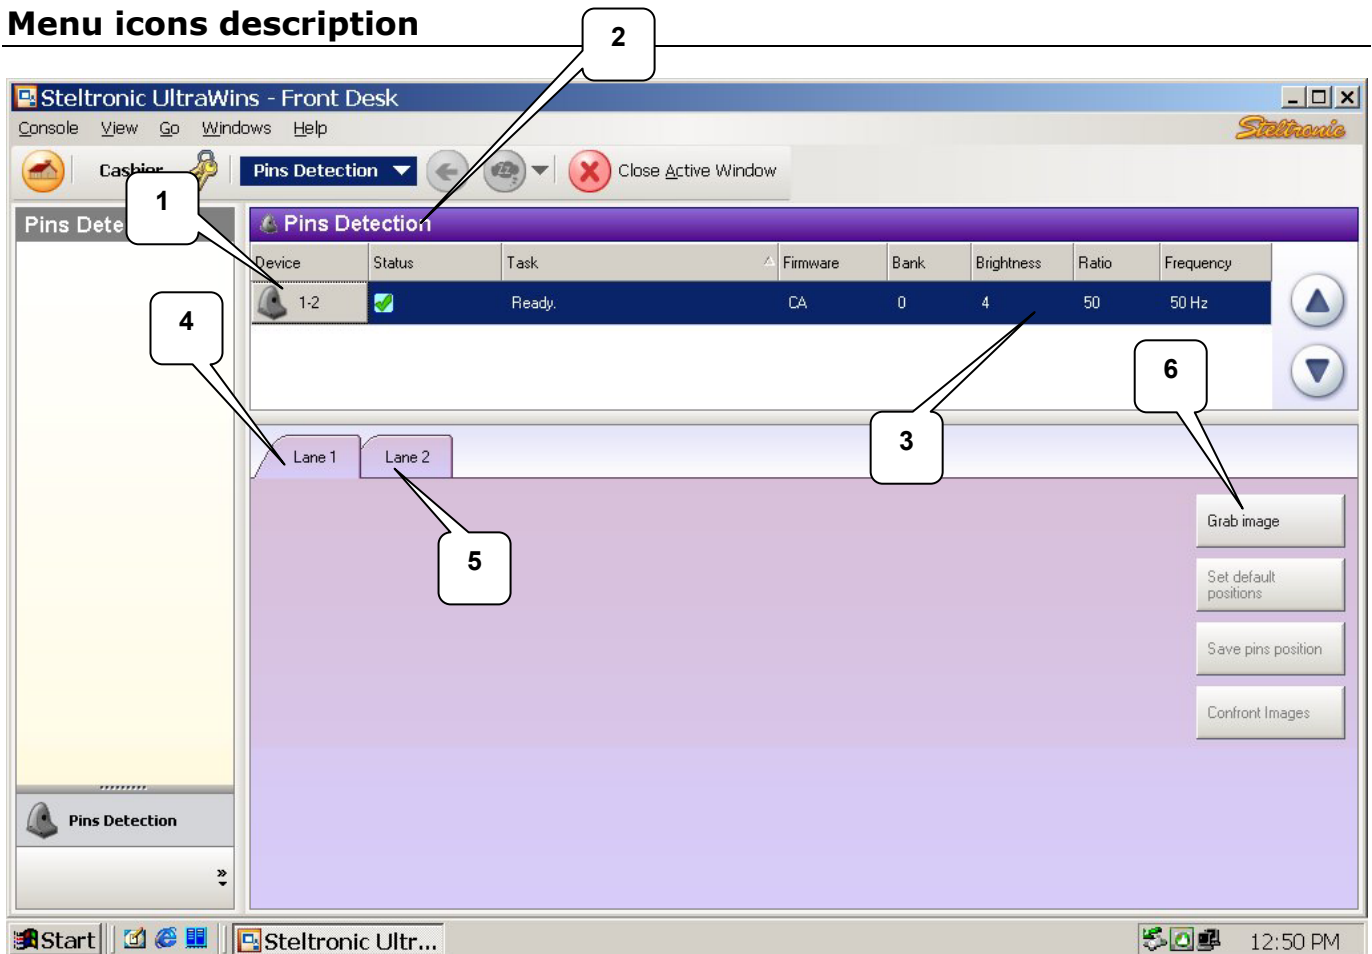 Menu icons description
2
Steltronic UltraWins - Front Desk
Console View Go Windows Help
Steltronic
Cashier Pins Detection zz Close Active Window
1
Pins Dete
Pins Detection
Device Status Task Firmware Bank Brightness Ratio Frequency
1-2 Ready. CA 0 4 50 50 Hz
4
6
3
Lane 1 Lane 2
Grab image
5
Set default
positions
Save pins position
Confront Images
Pins Detection
Start Steltronic Ultr... 12:50 PM